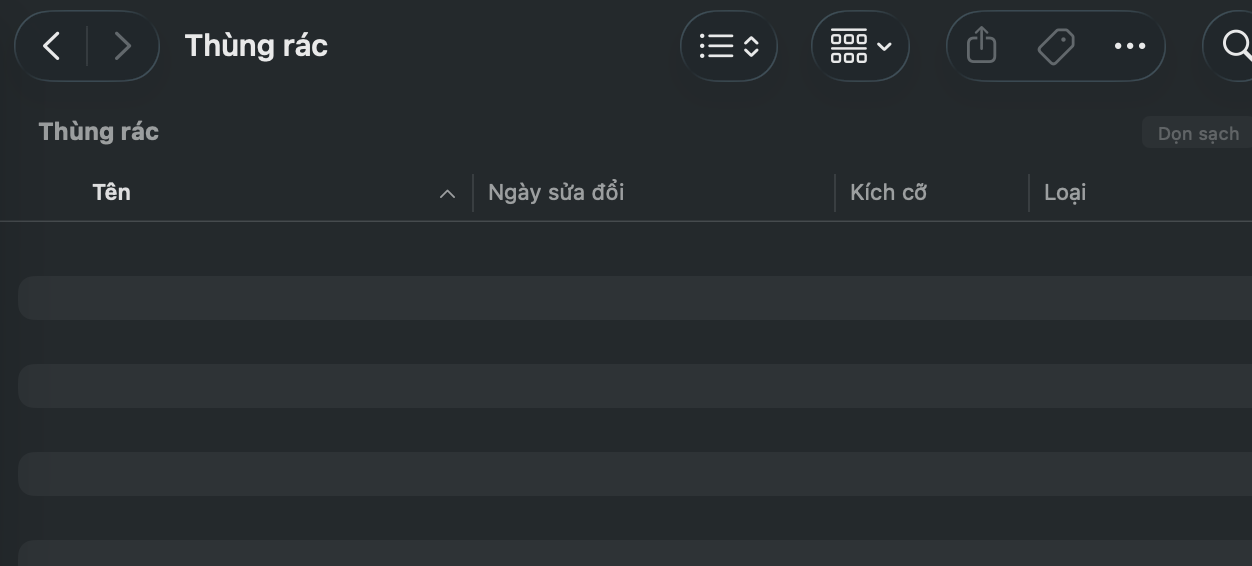 Thùng rác
Thùng rác
Dọn sạch
Tên
Ngày sửa đổi
Kích cỡ
Loại